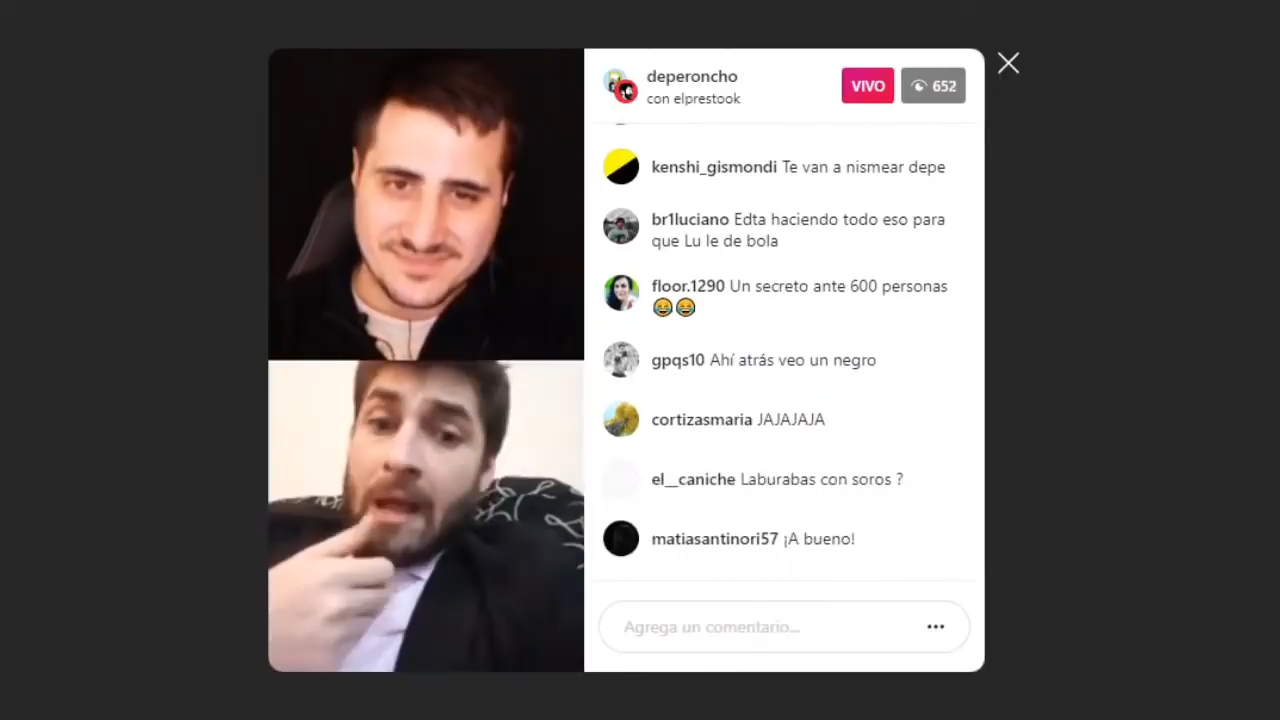 deperoncho
con elprestook
VIVO
652
kenshi_gismondi Te van a nismear depe
br1luciano Edta haciendo todo eso para
que Lu le de bola
floor.1290 Un secreto ante 600 personas
😂😂
gpqs10 Ahí atrás veo un negro
cortizasmaria JAJAJAJA
el__caniche Laburabas con soros ?
matiasantinori57 ¡A bueno!
Agrega un comentario...